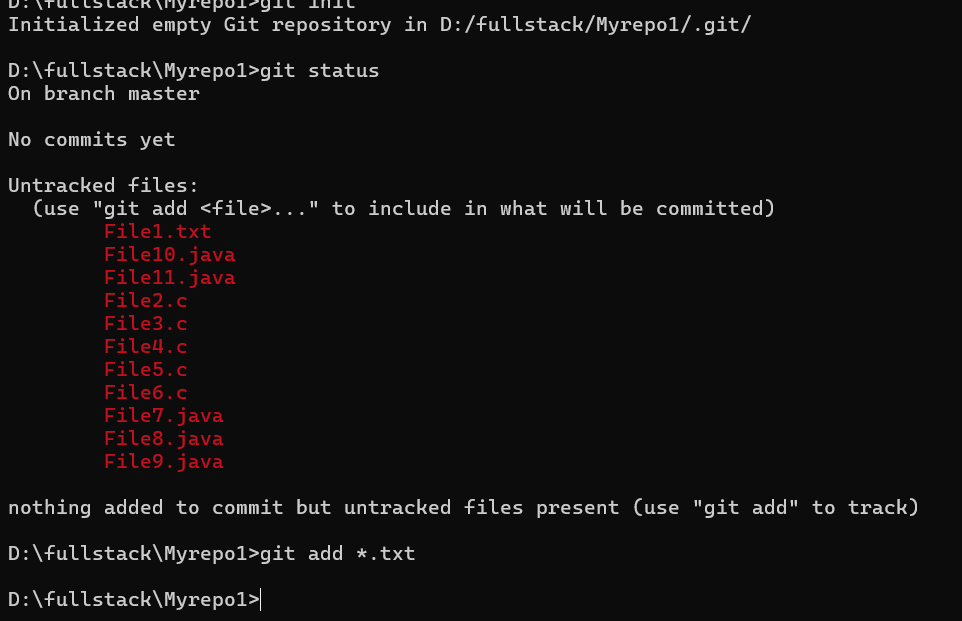 D:\fullstack\Myrepo1>git init
Initialized empty Git repository in D:/fullstack/Myrepo1/.git/
D:\fullstack\Myrepo1>git status
On branch master
No commits yet
Untracked files:
(use "git add <file>..." to include in what will be committed)
File1.txt
File10.java
File11.java
File2.c
File3.c
File4.c
File5.c
File6.c
File7.java
File8.java
File9.java
nothing added to commit but untracked files present (use "git add" to track)
D:\fullstack\Myrepo1>git add *.txt
D:\fullstack\Myrepo1>